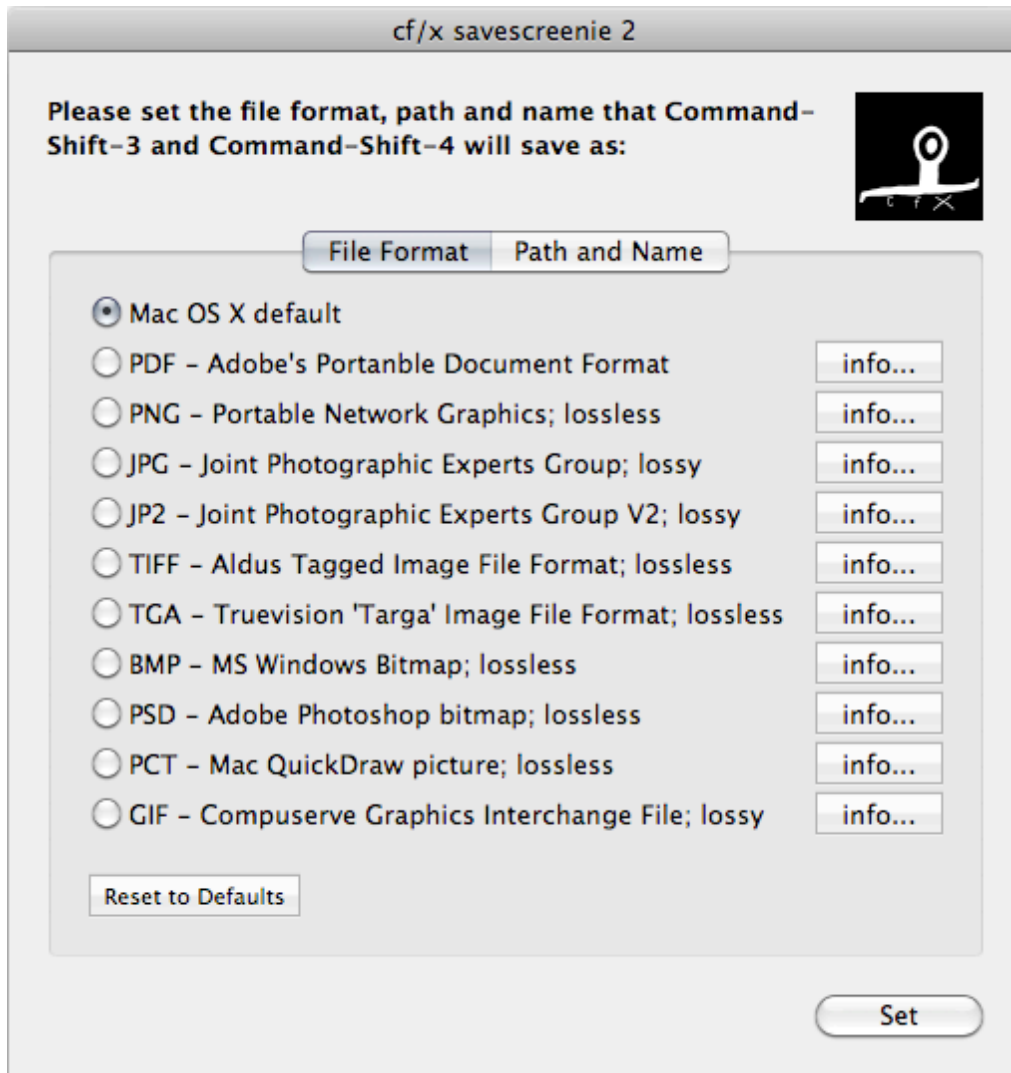 cf/x savescreenie 2
Please set the file format, path and name that Command-
Shift-3 and Command-Shift-4 will save as:
c f X
File Format Path and Name
Mac OS X default
PDF - Adobe's Portanble Document Format info...
PNG - Portable Network Graphics; lossless info...
JPG - Joint Photographic Experts Group; lossy info...
JP2 - Joint Photographic Experts Group V2; lossy info...
TIFF - Aldus Tagged Image File Format; lossless info...
TGA - Truevision 'Targa' Image File Format; lossless info...
BMP - MS Windows Bitmap; lossless info...
PSD - Adobe Photoshop bitmap; lossless info...
PCT - Mac QuickDraw picture; lossless info...
GIF - Compuserve Graphics Interchange File; lossy info...
Reset to Defaults
Set